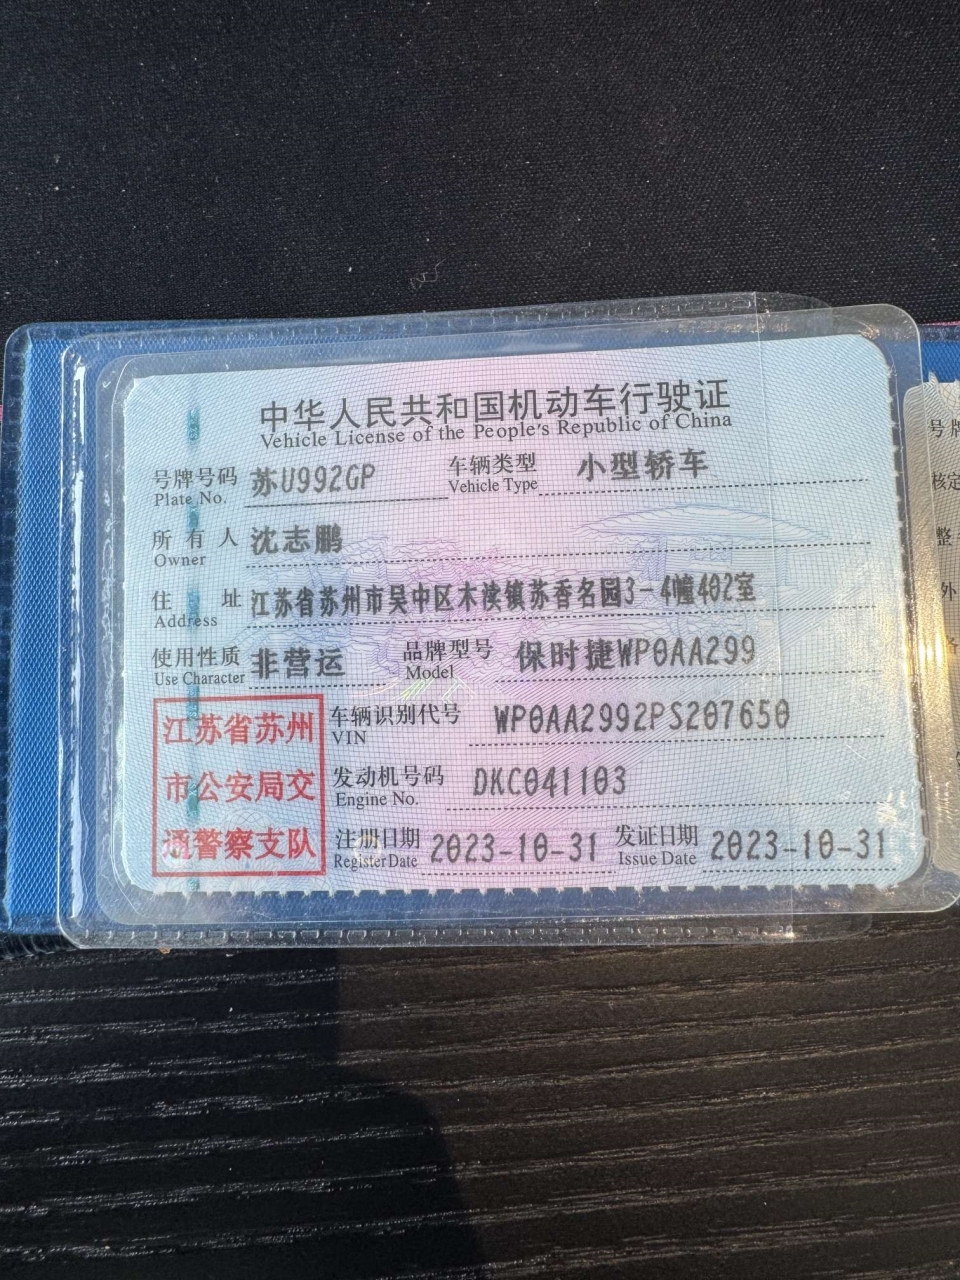 中华人民共和国机动车行驶证
Vehicle License of the People's Republic of China
号牌号码 苏U992GP 车辆类型 小型轿车
Plate No. Vehicle Type
所有人 沈志鹏
Owner
住址 江苏省苏州市吴中区木渎镇苏香名园3-4幢402室
Address
使用性质 非营运 品牌型号 保时捷WP0AA299
Use Character Model
江苏省苏州
市公安局交
通警察支队
车辆识别代号 WP0AA2992PS207650
VIN
发动机号码 DKC041103
Engine No.
注册日期 2023-10-31 发证日期 2023-10-31
Register Date Issue Date
号牌
核定
整
外